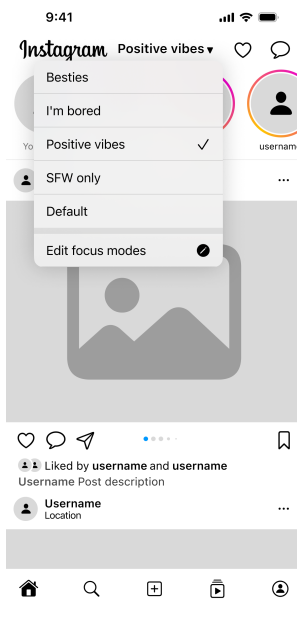 9:41
Instagram Positive vibes
Besties
I'm bored
Positive vibes
SFW only
Default
Edit focus modes
Yo
username
Liked by username and username
Username Post description
Username
Location